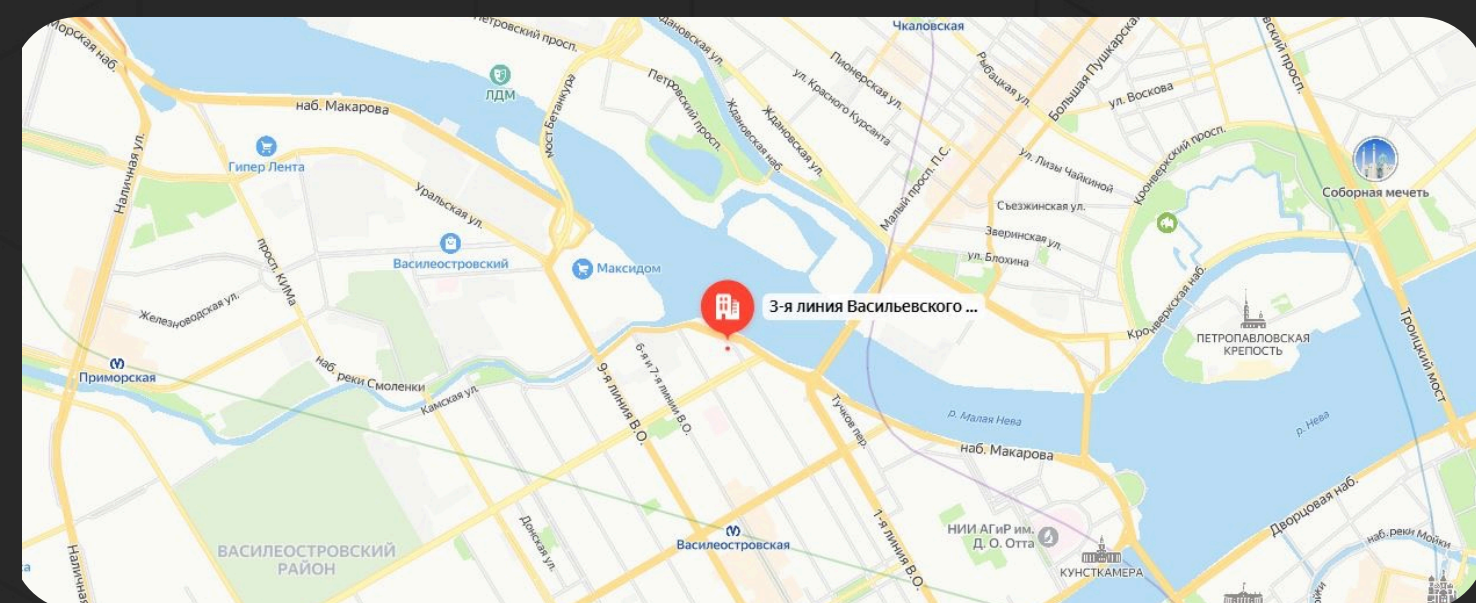 Морская наб.
Петровский просп.
Ждановская ул.
Чкаловская
ЛДМ
мост Бетанкура
Петровский просп.
Ждановская наб.
Ждановская ул.
Пионерская ул.
ул. Красного Курсанта
Рыбацкая ул.
Большая Пушкарская
ул. Воскова
наб. Макарова
Гипер Лента
Наличная ул.
Уральская ул.
Малый просп. П.С.
ул. Лизы Чайкиной
Кронверкский просп.
Соборная мечеть
Съезжинская ул.
Зверинская ул.
ул. Блохина
просп. КИМа
Василеостровский
Максидом
Железноводская ул.
3-я линия Васильевского ...
Кронверкская наб.
ПЕТРОПАВЛОВСКАЯ
КРЕПОСТЬ
Троицкий мост
Приморская
наб. реки Смоленки
Камская ул.
9-я линия В.О.
6-я и 7-я линии В.О.
Тучков пер.
р. Малая Нева
р. Нева
наб. Макарова
Дворцовая наб.
Василеостровская
1-я линия В.О.
НИИ АГиР им.
Д. О. Отта
КУНСТКАМЕРА
наб. реки Мойки
ВАСИЛЕОСТРОВСКИЙ
РАЙОН
Донская ул.
Наличная